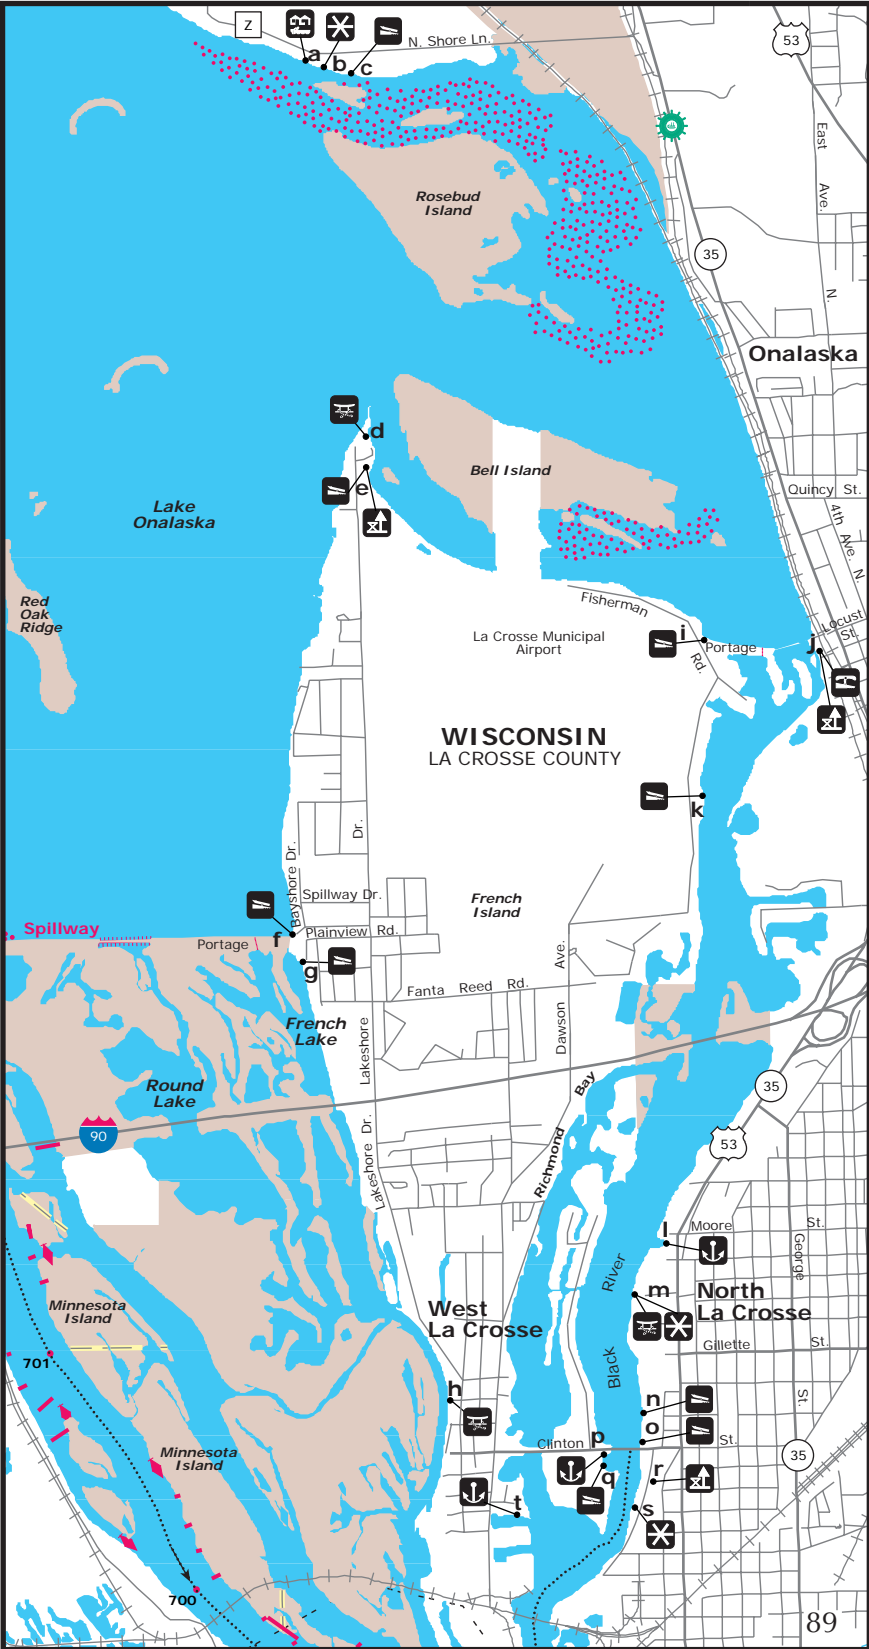 Z
a
b
c
N. Shore Ln.
53
East
Ave.
N.
Rosebud
Island
35
Onalaska
d
e
Bell Island
Lake
Onalaska
Quincy St.
4th Ave. N.
Red
Oak
Ridge
Fisherman
Rd.
La Crosse Municipal
Airport
i
Portage
j
Locust
St.
WISCONSIN
LA CROSSE COUNTY
k
Dr.
Bayshore Dr.
Spillway Dr.
French
Island
Spillway
Portage
f
Plainview Rd.
g
Fanta Reed Rd.
Ave.
Dawson
French
Lake
Lakeshore
Round
Lake
90
Richmond Bay
35
53
Lakeshore Dr.
l
Moore St.
George
St.
Black River
m
North
La Crosse
Minnesota
Island
West
La Crosse
Gillette St.
701
h
n
o
Clinton St.
p
q
Minnesota
Island
r
35
t
s
700
89